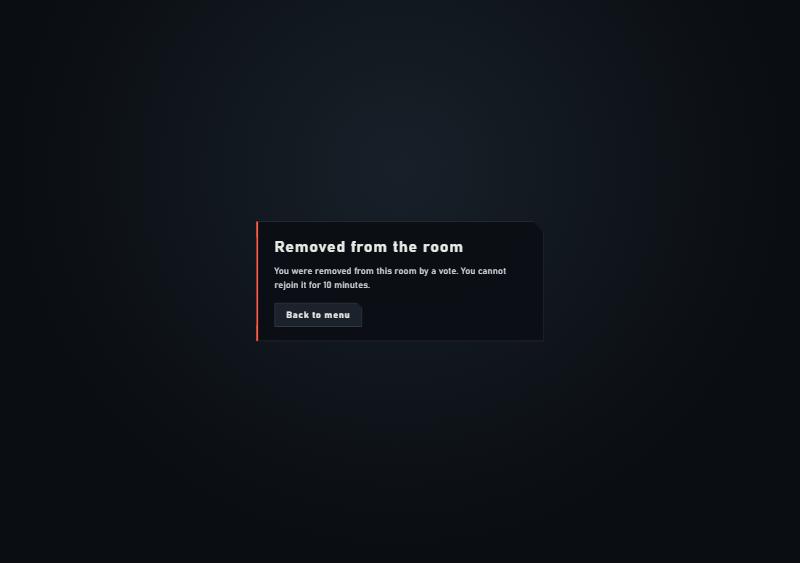 Removed from the room
You were removed from this room by a vote. You cannot
rejoin it for 10 minutes.
Back to menu